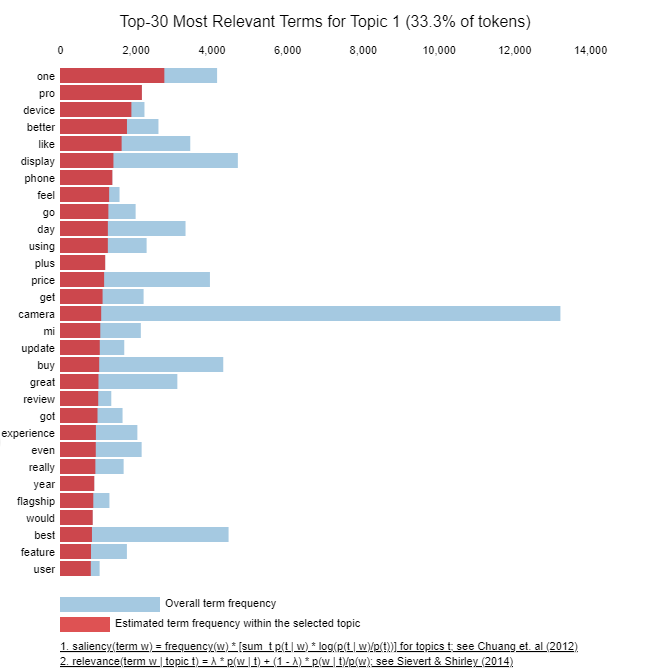 Top-30 Most Relevant Terms for Topic 1 (33.3% of tokens)
0 2,000 4,000 6,000 8,000 10,000 12,000 14,000
one
pro
device
better
like
display
phone
feel
go
day
using
plus
price
get
camera
mi
update
buy
great
review
got
experience
even
really
year
flagship
would
best
feature
user
Overall term frequency
Estimated term frequency within the selected topic
1. saliency(term w) = frequency(w) * [sum_t p(t | w) * log(p(t | w)/p(t))] for topics t; see Chuang et. al (2012)
2. relevance(term w | topic t) = λ * p(w | t) + (1 - λ) * p(w | t)/p(w); see Sievert & Shirley (2014)